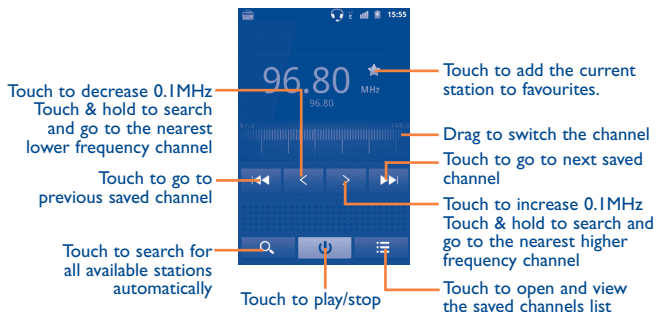 15:55
96.80
MHz
96.80
87.5 108.0
Touch to decrease 0.1MHz
Touch & hold to search
and go to the nearest
lower frequency channel
Touch to go to
previous saved channel
Touch to search for
all available stations
automatically
Touch to play/stop
Touch to add the current
station to favourites.
Drag to switch the channel
Touch to go to next saved
channel
Touch to increase 0.1MHz
Touch & hold to search and
go to the nearest higher
frequency channel
Touch to open and view
the saved channels list